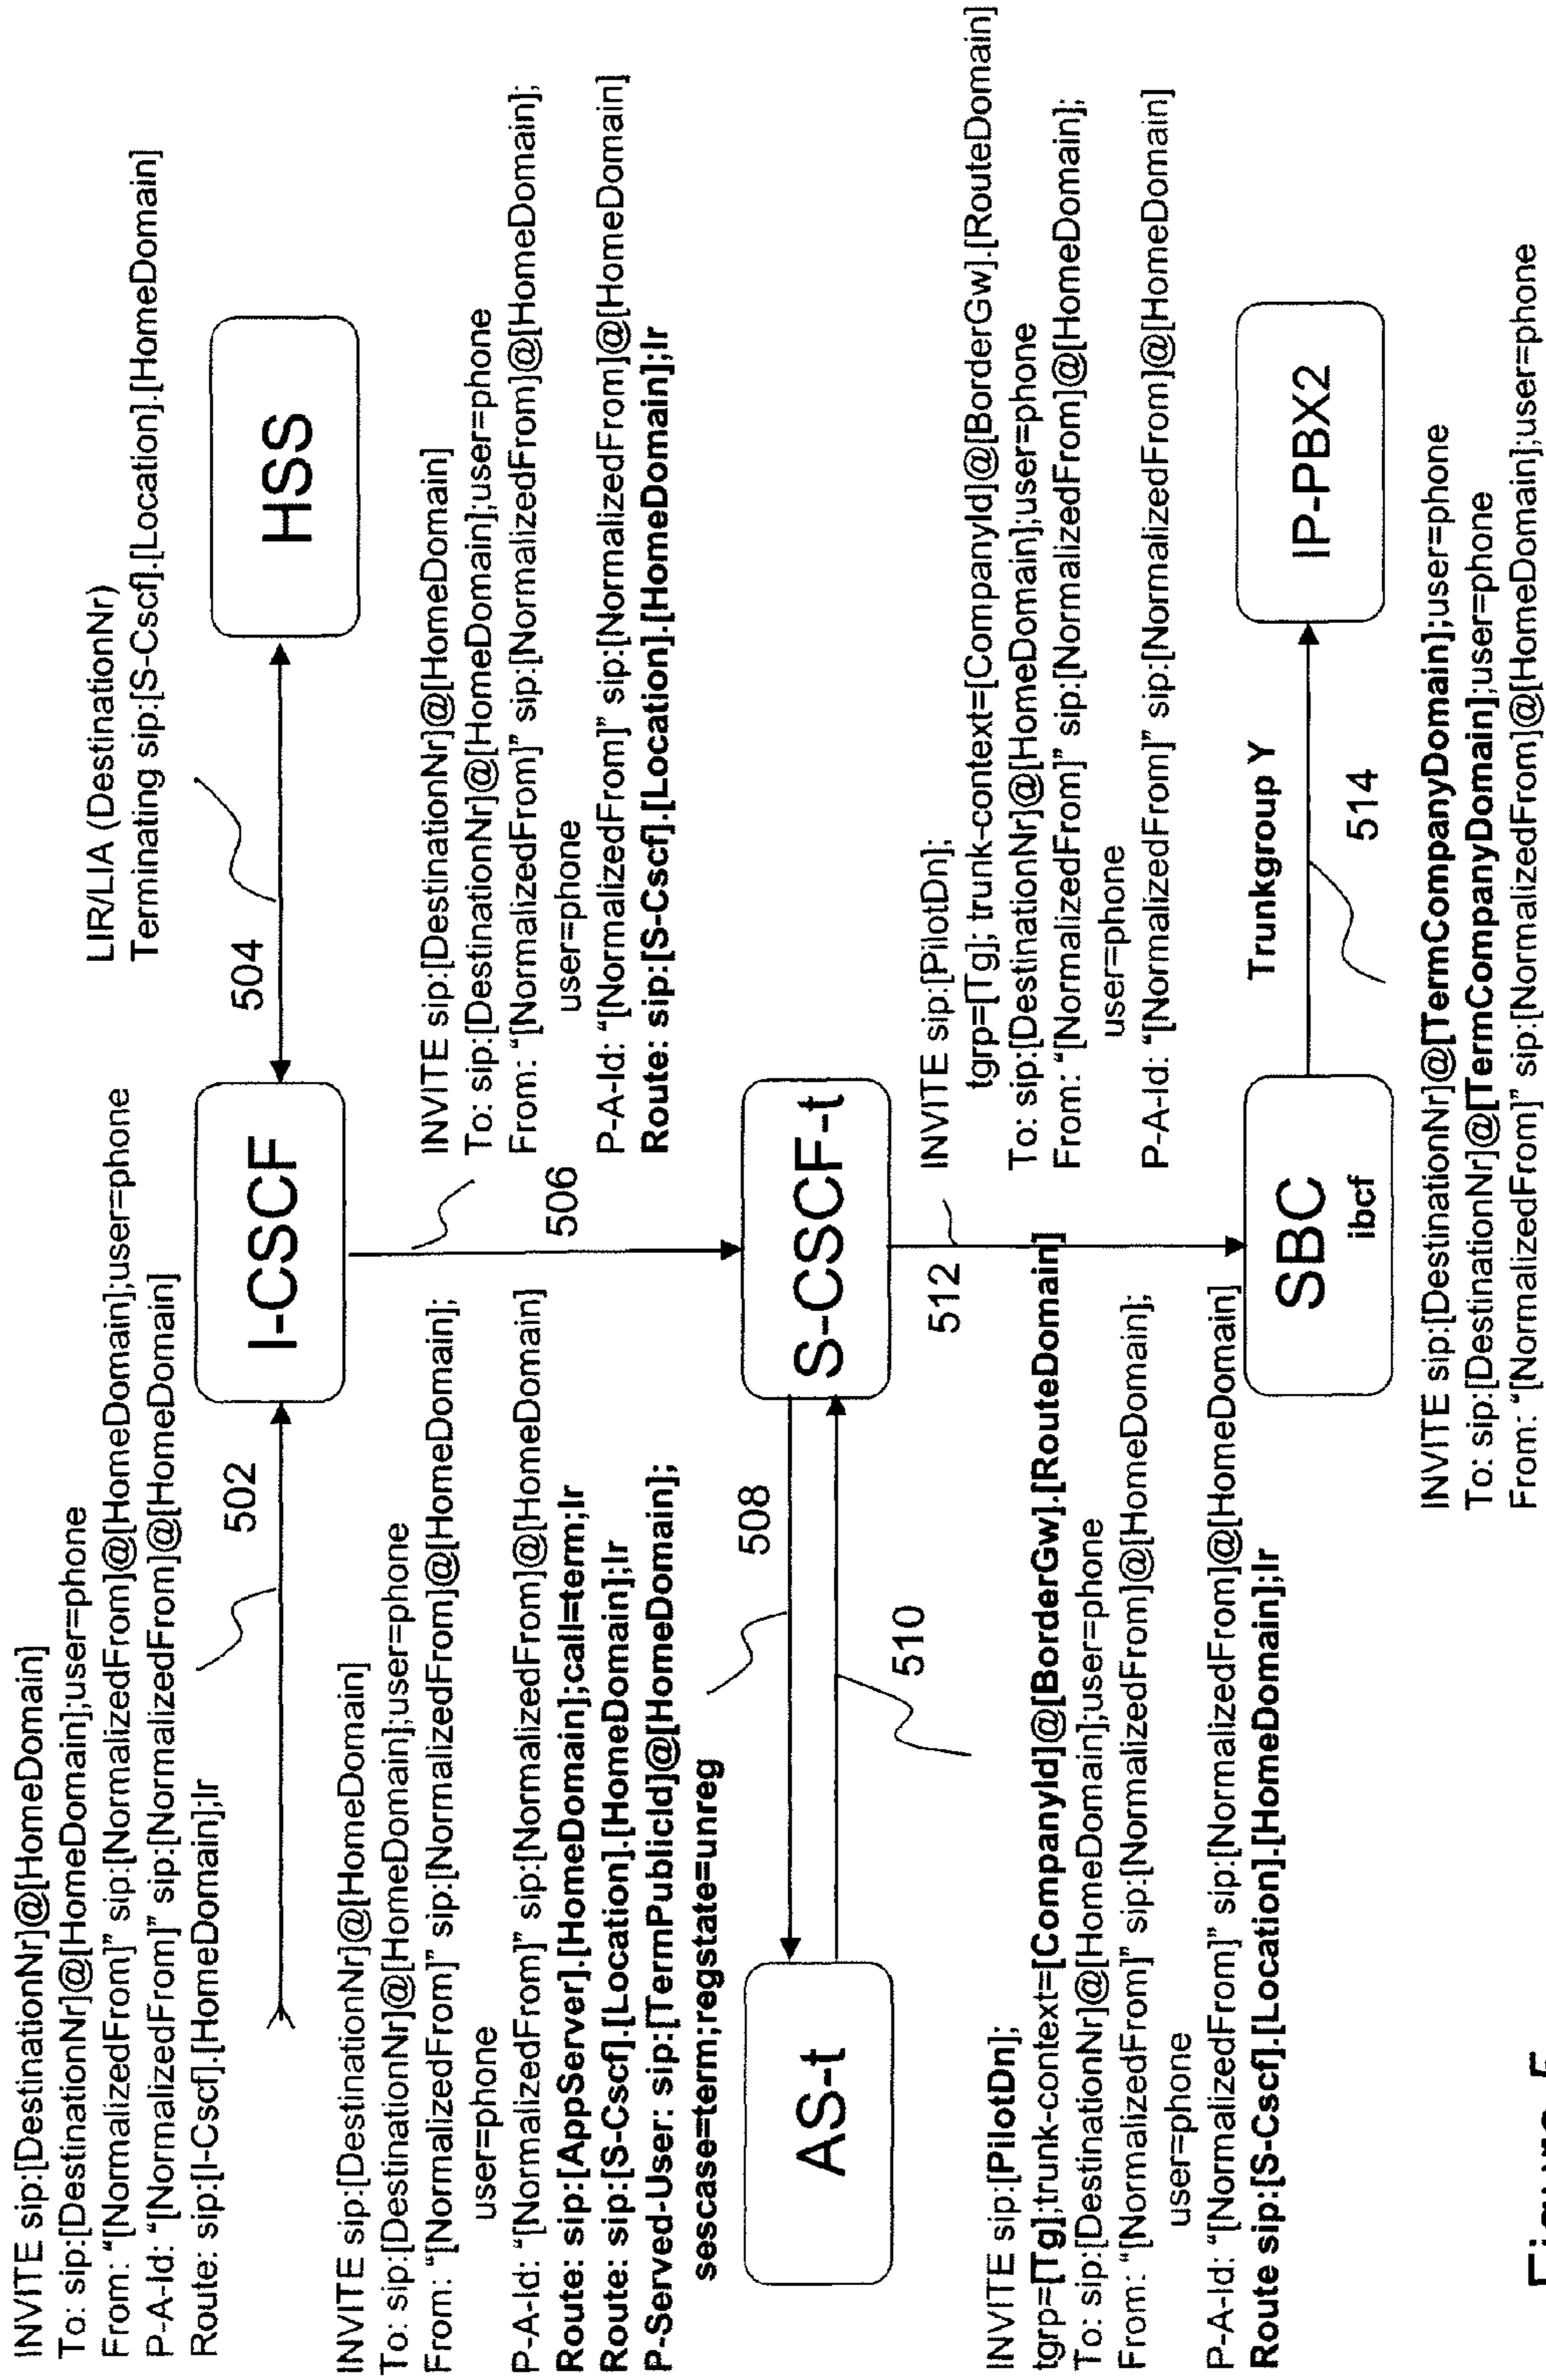 INVITE sip:[DestinationNr]@[HomeDomain]
To: sip:[DestinationNr]@[HomeDomain];user=phone
From: “[NormalizedFrom]” sip:[NormalizedFrom]@[HomeDomain];user=phone
P-A-Id: “[NormalizedFrom]” sip:[NormalizedFrom]@[HomeDomain]
Route: sip:[I-Cscf].[HomeDomain];lr
502
I-CSCF
LIR/LIA (DestinationNr)
Terminating sip:[S-Cscf].[Location].[HomeDomain]
504
HSS
INVITE sip:[DestinationNr]@[HomeDomain]
To: sip:[DestinationNr]@[HomeDomain];user=phone
From: “[NormalizedFrom]” sip:[NormalizedFrom]@[HomeDomain];
user=phone
P-A-Id: “[NormalizedFrom]” sip:[NormalizedFrom]@[HomeDomain]
Route: sip:[AppServer].[HomeDomain];call=term;lr
Route: sip:[S-Cscf].[Location].[HomeDomain];lr
P-Served-User: sip:[TermPublicId]@[HomeDomain];
sescase=term;regstate=unreg
508
INVITE sip:[DestinationNr]@[HomeDomain]
To: sip:[DestinationNr]@[HomeDomain];user=phone
From: “[NormalizedFrom]” sip:[NormalizedFrom]@[HomeDomain];
user=phone
P-A-Id: “[NormalizedFrom]” sip:[NormalizedFrom]@[HomeDomain]
Route: sip:[S-Cscf].[Location].[HomeDomain];lr
506
AS-t
S-CSCF-t
510
INVITE sip:[PilotDn];
tgrp=[Tg];trunk-context=[CompanyId]@[BorderGw].[RouteDomain]
To: sip:[DestinationNr]@[HomeDomain];user=phone
From: “[NormalizedFrom]” sip:[NormalizedFrom]@[HomeDomain];
user=phone
P-A-Id: “[NormalizedFrom]” sip:[NormalizedFrom]@[HomeDomain]
Route sip:[S-Cscf].[Location].[HomeDomain];lr
512
INVITE sip:[PilotDn];
tgrp=[Tg]; trunk-context=[CompanyId]@[BorderGw].[RouteDomain]
To: sip:[DestinationNr]@[HomeDomain];user=phone
From: “[NormalizedFrom]” sip:[NormalizedFrom]@[HomeDomain];
user=phone
P-A-Id: “[NormalizedFrom]” sip:[NormalizedFrom]@[HomeDomain]
SBC
ibcf
Trunkgroup Y
514
IP-PBX2
INVITE sip:[DestinationNr]@[TermCompanyDomain];user=phone
To: sip:[DestinationNr]@[TermCompanyDomain];user=phone
From: “[NormalizedFrom]” sip:[NormalizedFrom]@[HomeDomain];user=phone
Figure 5